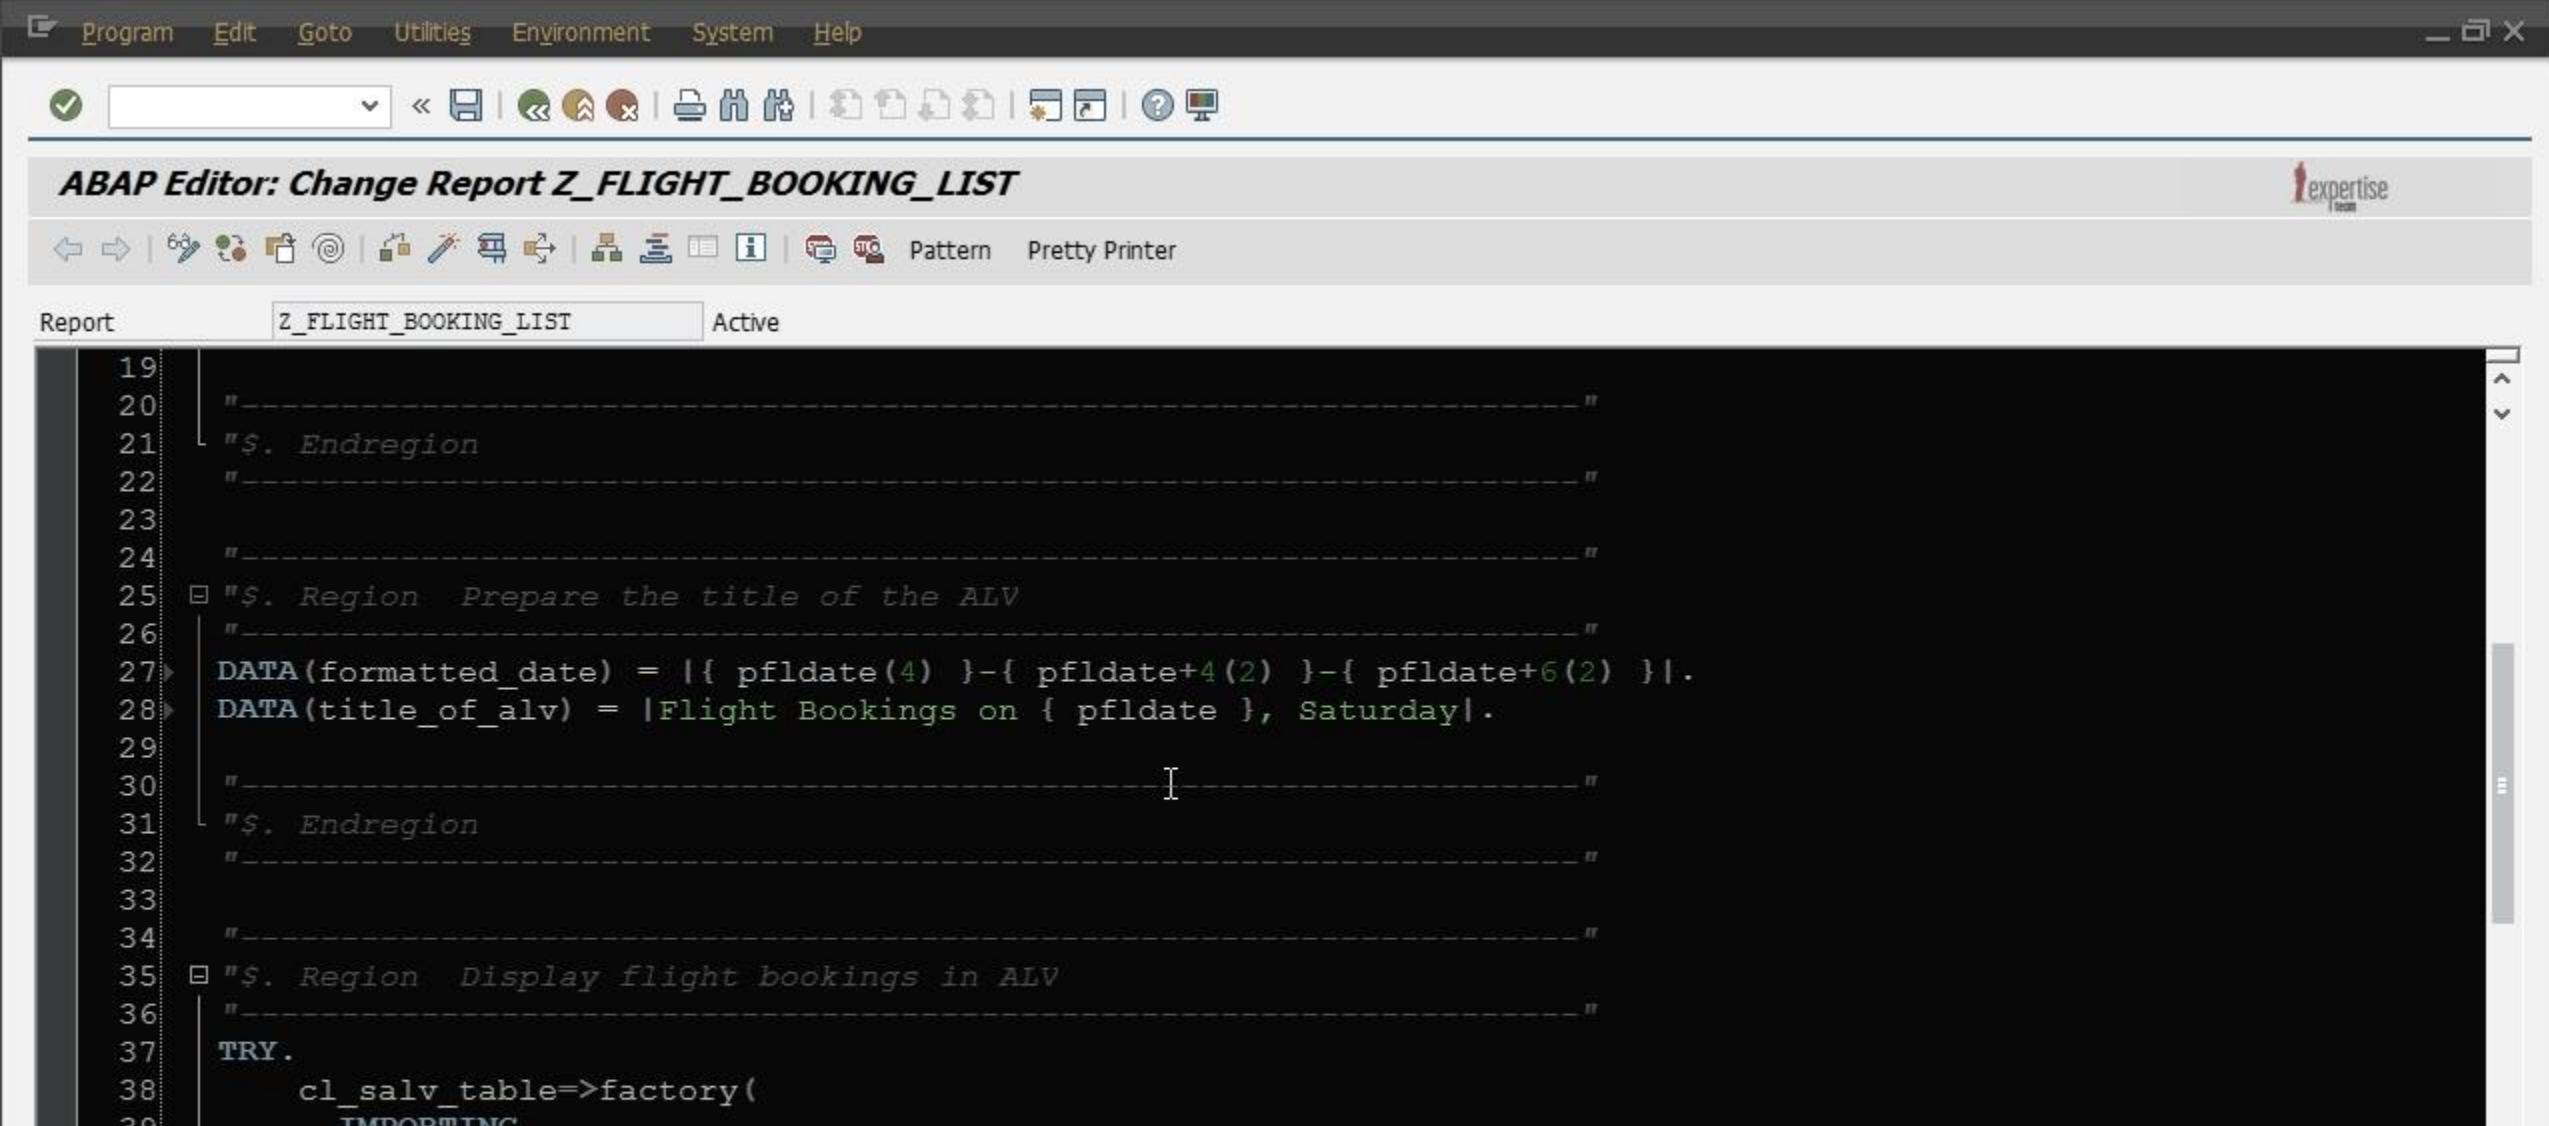 Program Edit Goto Utilities Environment System Help
ABAP Editor: Change Report Z_FLIGHT_BOOKING_LIST
expertise
team
Pattern Pretty Printer
Report Z_FLIGHT_BOOKING_LIST Active
19
20 "-------------------------------------------------------------------"
21 "$. Endregion
22 "-------------------------------------------------------------------"
23
24 "-------------------------------------------------------------------"
25 "$. Region  Prepare the title of the ALV
26 "-------------------------------------------------------------------"
27 DATA(formatted_date) = |{ pfldate(4) }-{ pfldate+4(2) }-{ pfldate+6(2) }|.
28 DATA(title_of_alv) = |Flight Bookings on { pfldate }, Saturday|.
29
30 "-------------------------------------------------------------------"
31 "$. Endregion
32 "-------------------------------------------------------------------"
33
34 "-------------------------------------------------------------------"
35 "$. Region  Display flight bookings in ALV
36 "-------------------------------------------------------------------"
37 TRY.
38 cl_salv_table=>factory(
39 IMPORTING